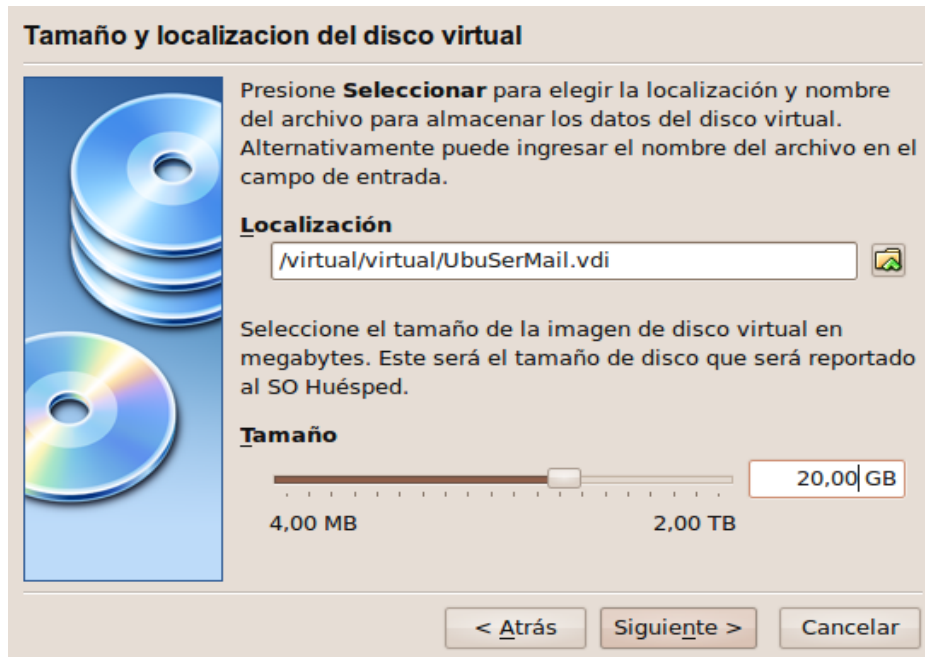 Tamaño y localizacion del disco virtual
Presione Seleccionar para elegir la localización y nombre
del archivo para almacenar los datos del disco virtual.
Alternativamente puede ingresar el nombre del archivo en el
campo de entrada.
Localización
/virtual/virtual/UbuSerMail.vdi
Seleccione el tamaño de la imagen de disco virtual en
megabytes. Este será el tamaño de disco que será reportado
al SO Huésped.
Tamaño
20,00 GB
4,00 MB 2,00 TB
< Atrás Siguiente > Cancelar